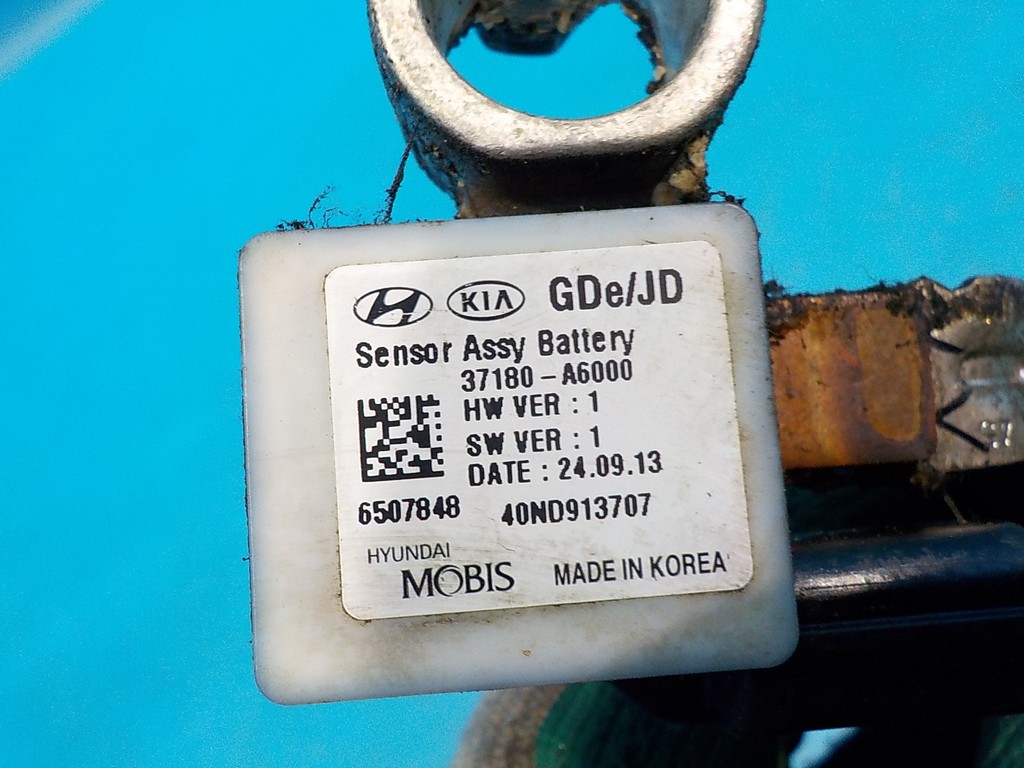 KIA GDe/JD
Sensor Assy Battery
37180-A6000
HW VER : 1
SW VER : 1
DATE : 24.09.13
6507848 40ND913707
HYUNDAI
MOBIS MADE IN KOREA